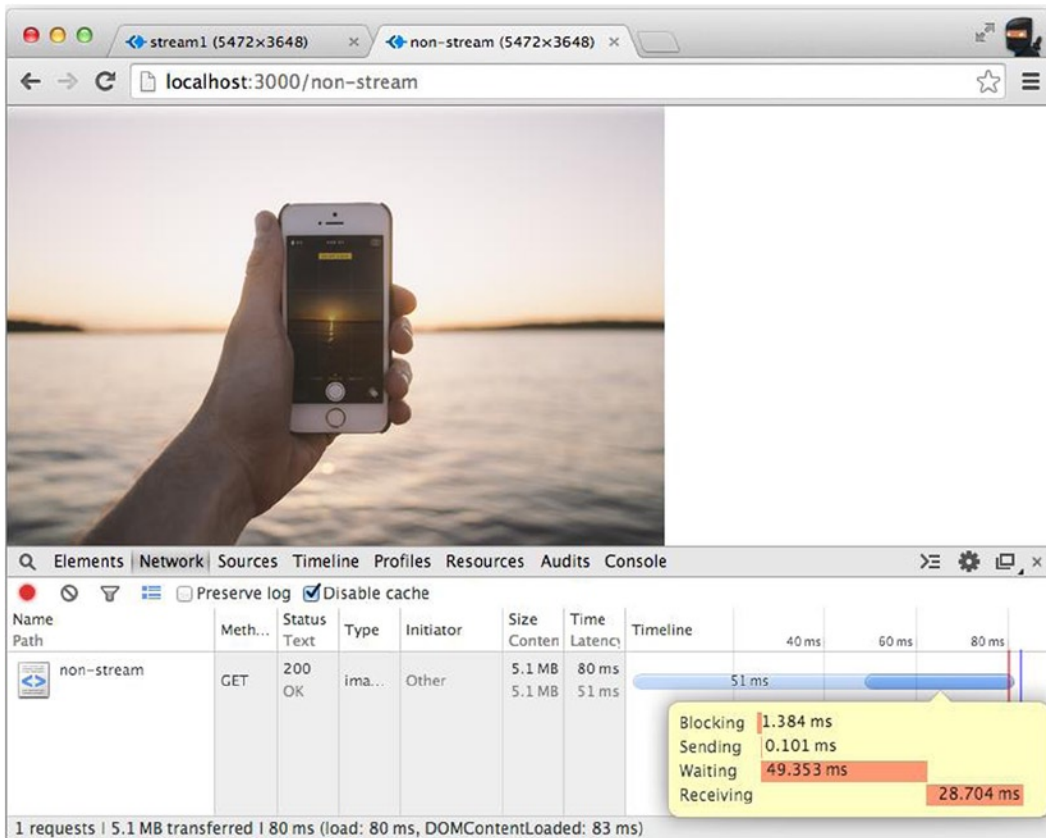 stream1 (5472×3648) ×
non-stream (5472×3648) ×
localhost:3000/non-stream
Elements Network Sources Timeline Profiles Resources Audits Console
Preserve log Disable cache
Name Meth... Status Type Initiator Size Time Timeline 40 ms 60 ms 80 ms
Path Text Conten Latency
non-stream GET 200 ima... Other 5.1 MB 80 ms
OK 5.1 MB 51 ms 51 ms
Blocking 1.384 ms
Sending 0.101 ms
Waiting 49.353 ms
Receiving 28.704 ms
1 requests | 5.1 MB transferred | 80 ms (load: 80 ms, DOMContentLoaded: 83 ms)